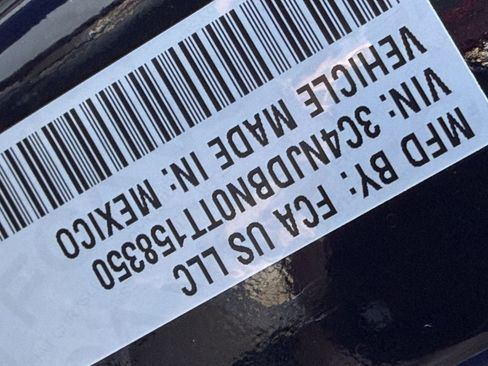 MFD BY: FCA US LLC
VIN: 3C4NJDBN0TT158350
VEHICLE MADE IN: MEXICO